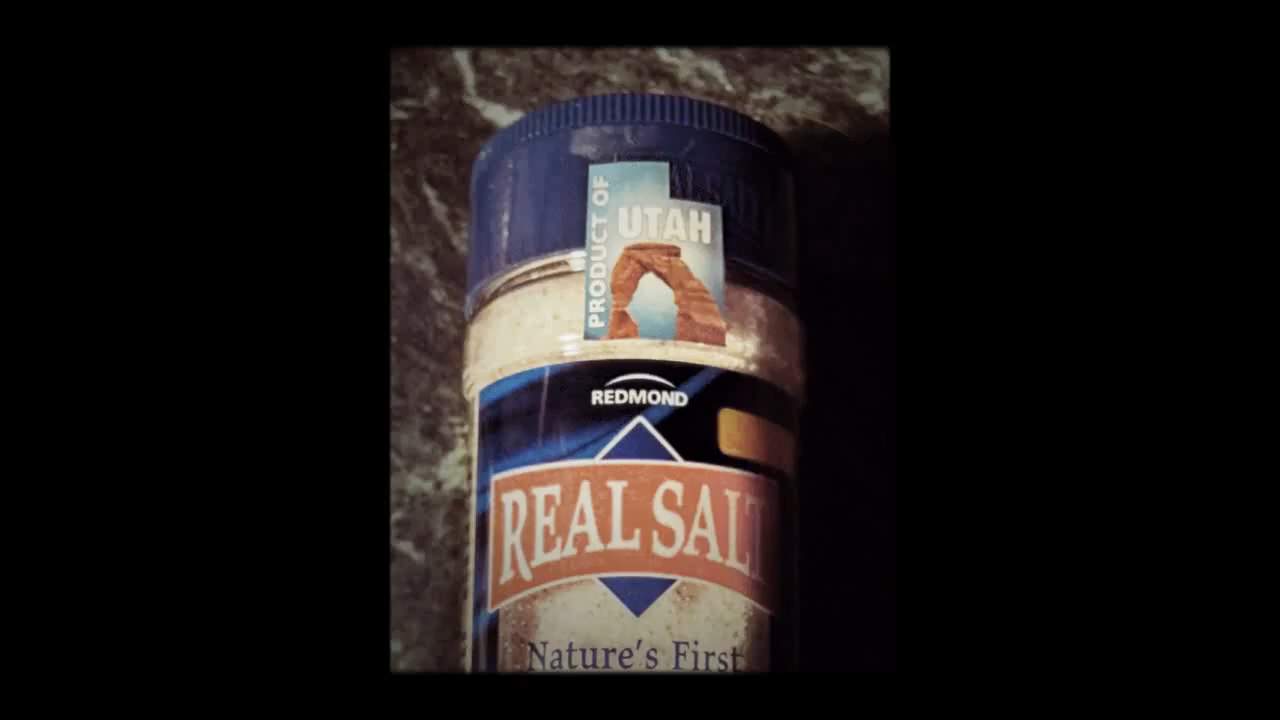 PRODUCT OF
UTAH
REDMOND
REAL SALT
Nature's First